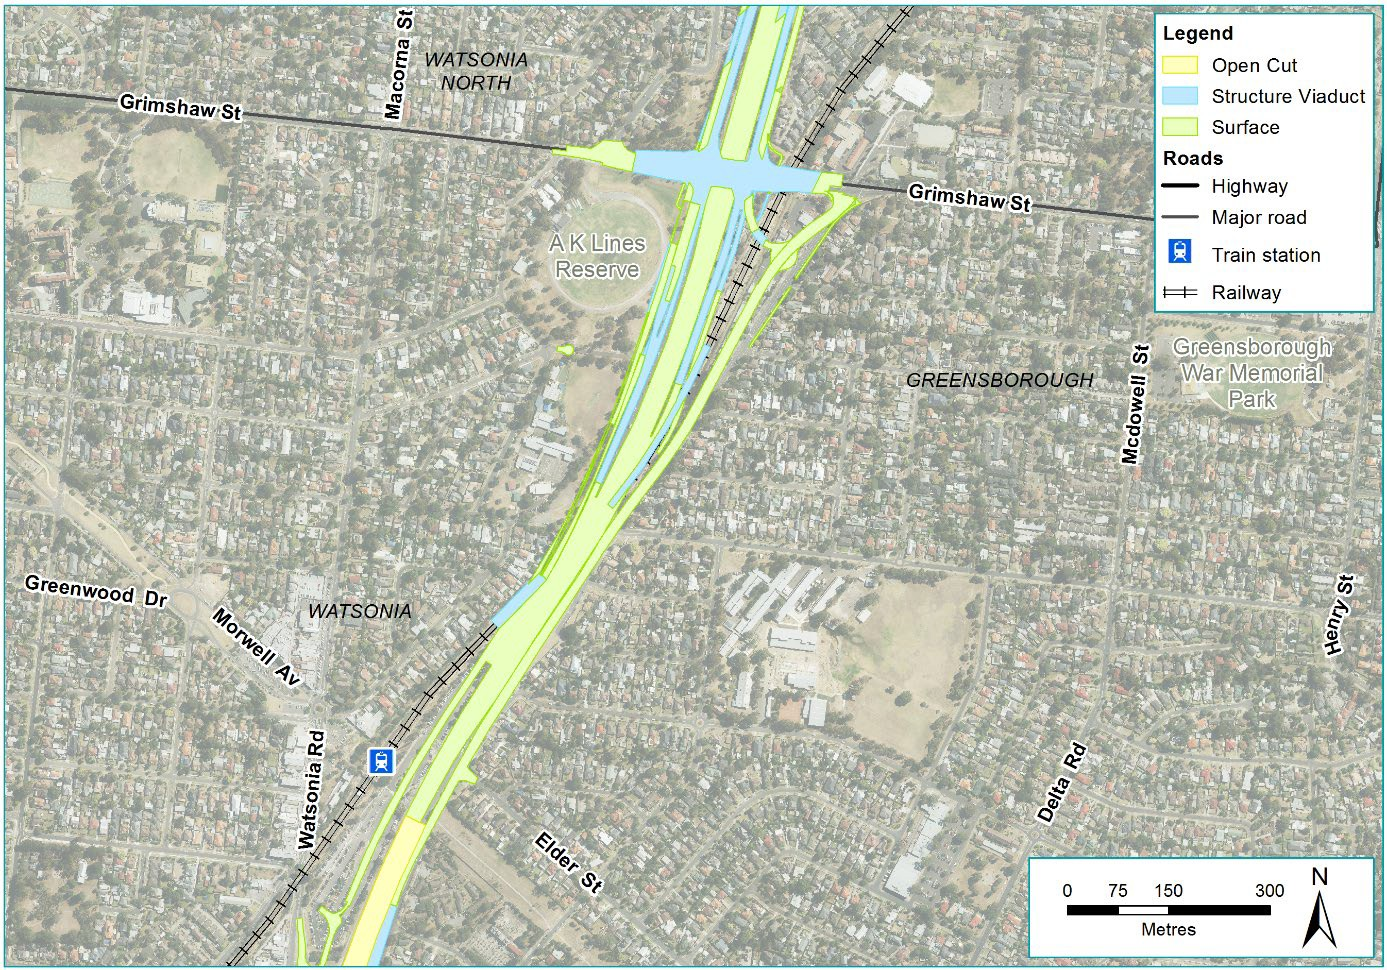 Macorna St
WATSONIA
NORTH
Grimshaw St
Grimshaw St
A K Lines
Reserve
Legend
Open Cut
Structure Viaduct
Surface
Roads
Highway
Major road
Train station
Railway
Greensborough
War Memorial
Park
GREENSBOROUGH
Mcdowell St
Greenwood Dr
Morwell Av
WATSONIA
Henry St
Watsonia Rd
Delta Rd
Elder St
0 75 150 300
Metres
N